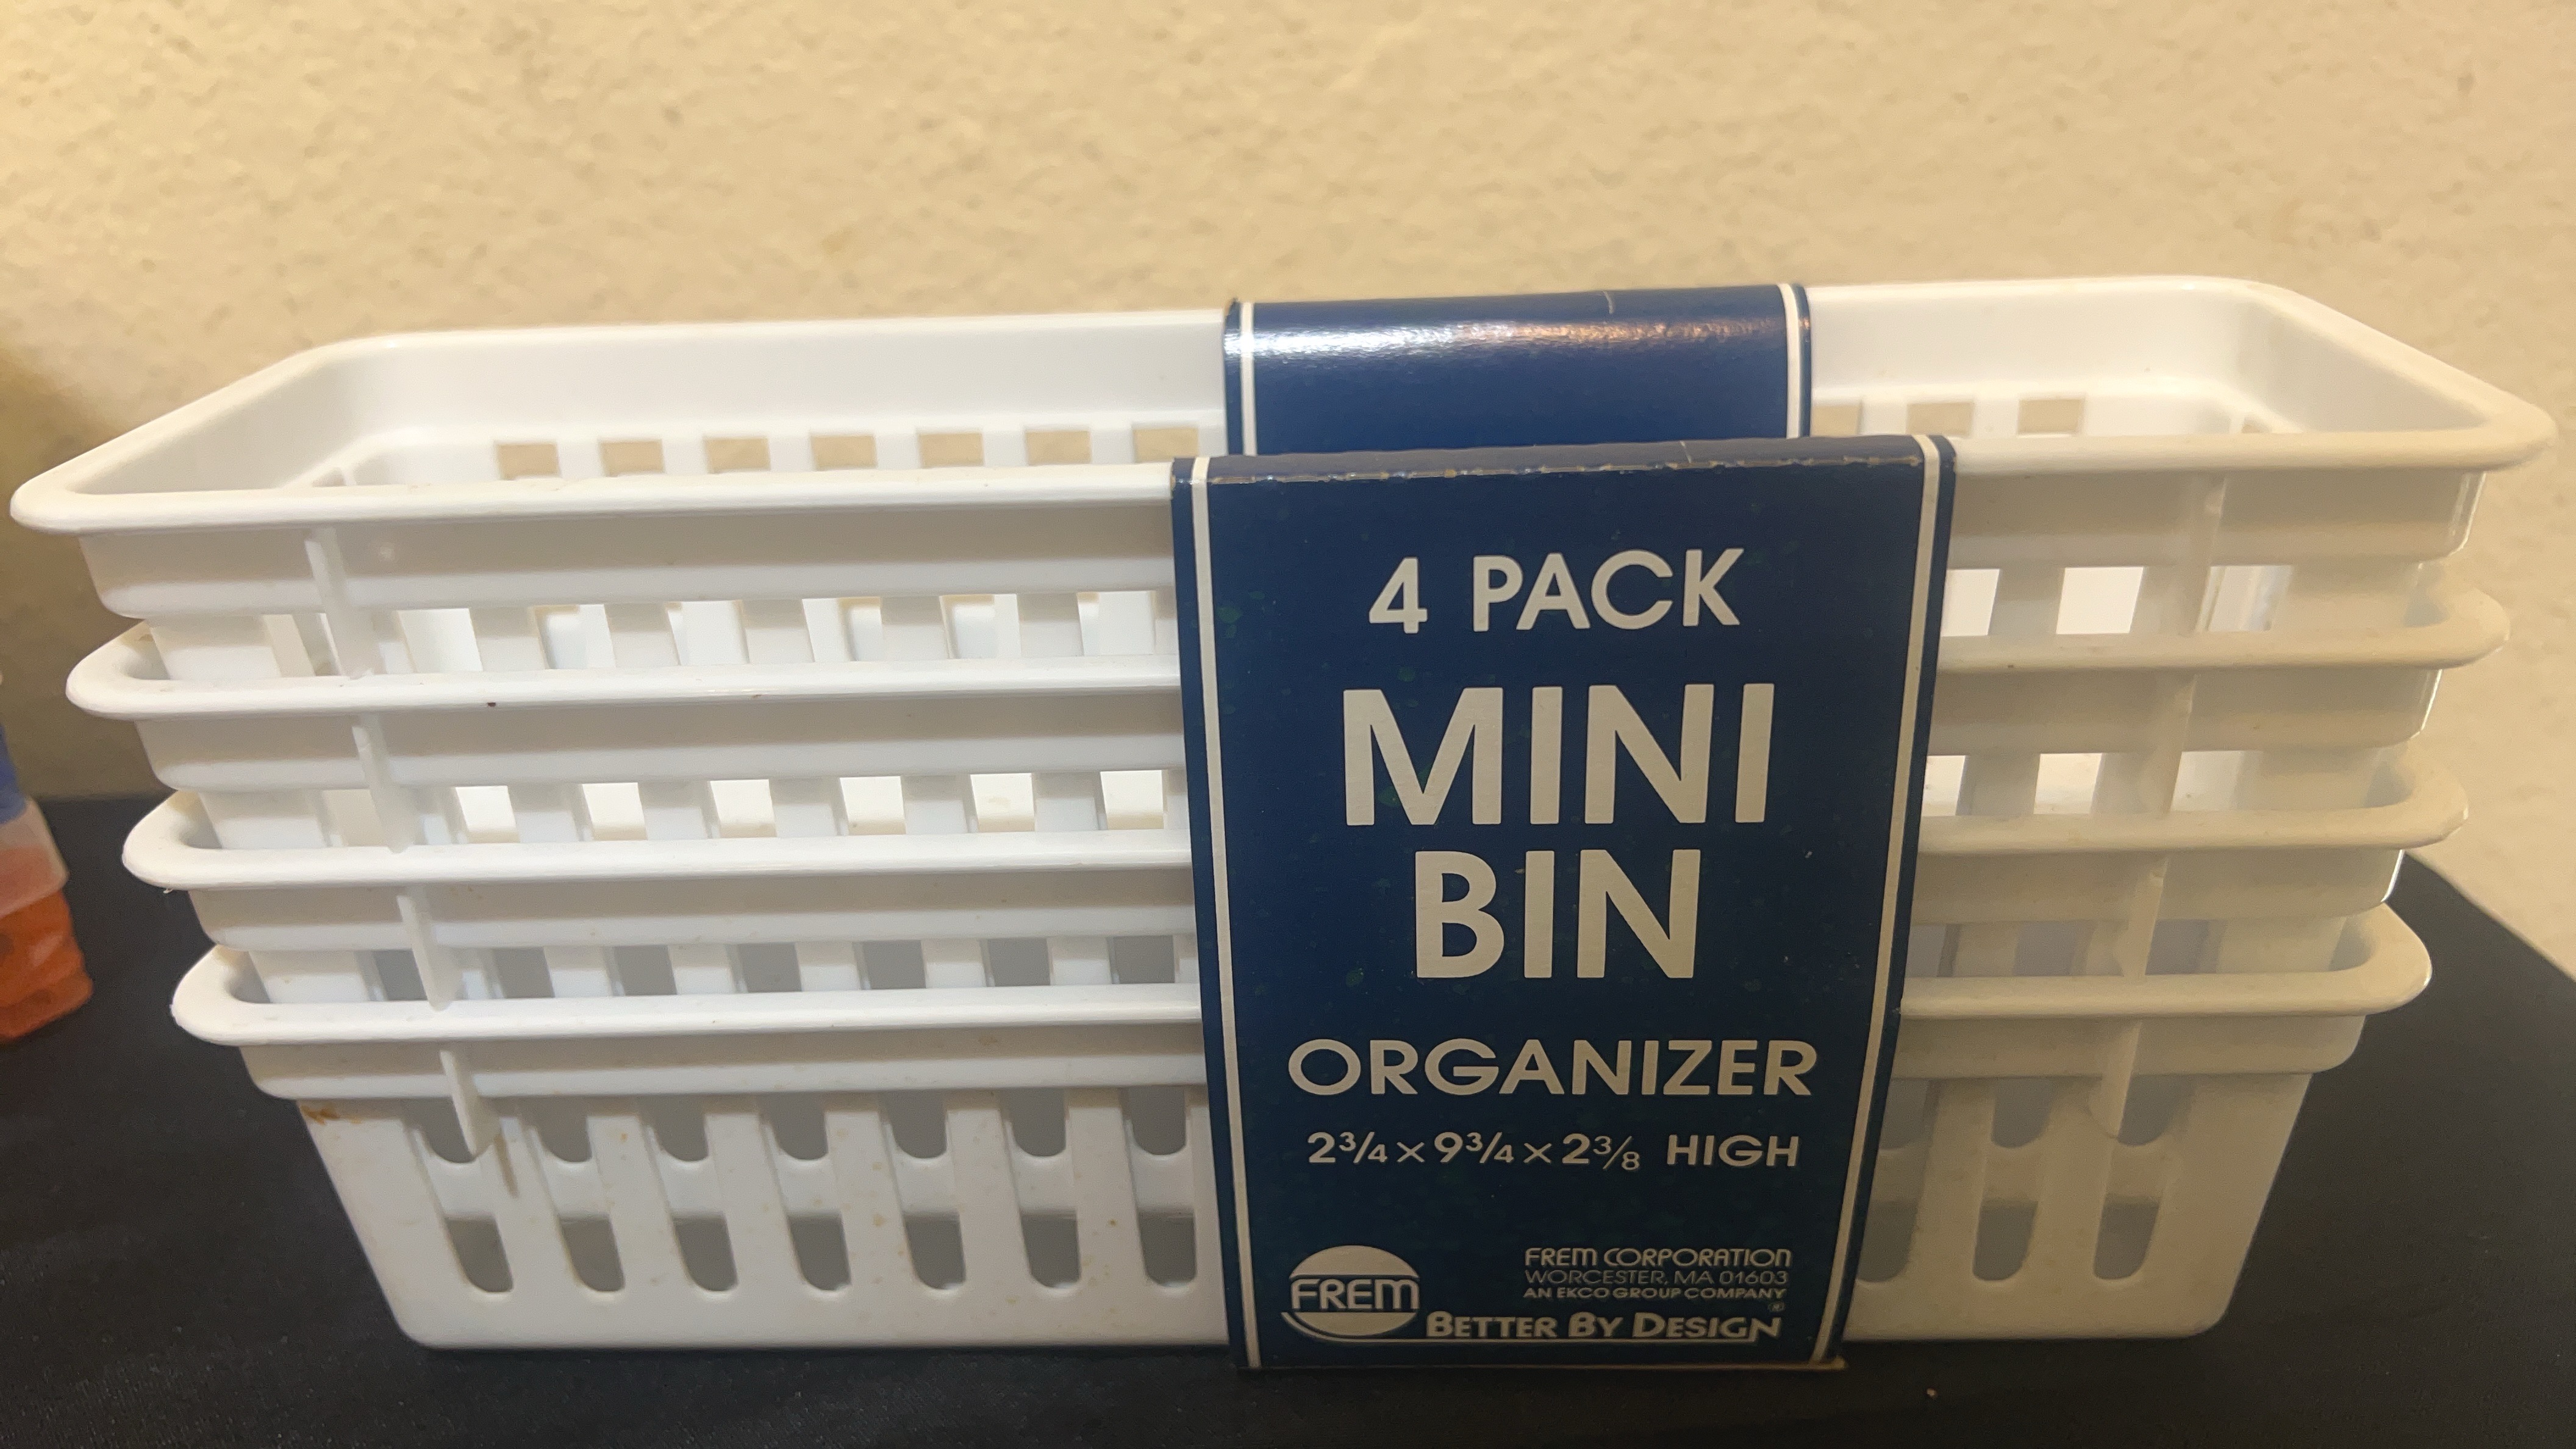 4 PACK
MINI
BIN
ORGANIZER
2¾ × 9¾ × 2⅜ HIGH
FREM
FREM CORPORATION
WORCESTER, MA 01603
AN EKCO GROUP COMPANY
BETTER BY DESIGN®